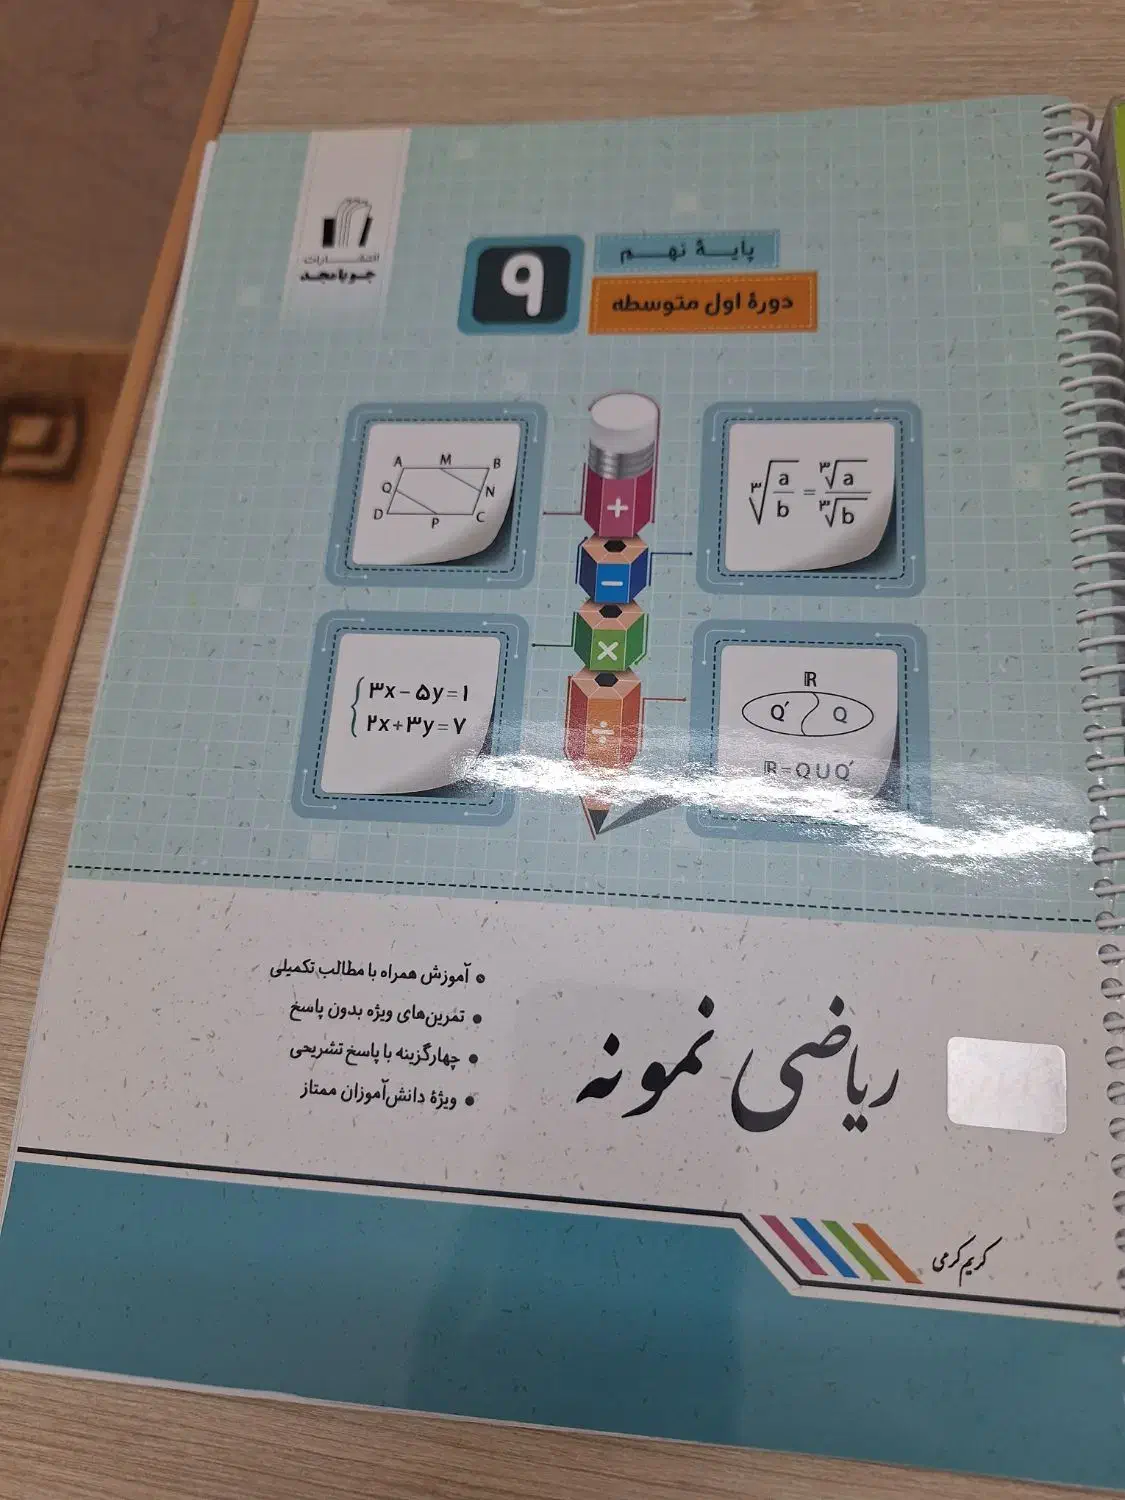 انتشارات
جویا مجد
۹
پایهٔ نهم
دورهٔ اول متوسطه
A M B
Q N
D P C
۳√a/b = ۳√a/۳√b
۳x − ۵y = ۱
۲x + ۳y = ۷
R
Q′ Q
R = Q ∪ Q′
+
−
×
÷
ریاضی نمونه
• آموزش همراه با مطالب تکمیلی
• تمرین‌های ویژه بدون پاسخ
• چهارگزینه با پاسخ تشریحی
• ویژهٔ دانش‌آموزان ممتاز
کریم کرمی